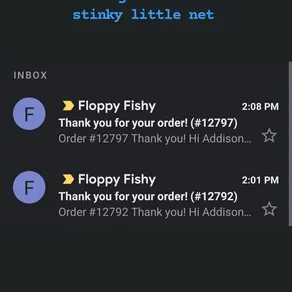 stinky little net
INBOX
F
Floppy Fishy
2:08 PM
Thank you for your order! (#12797)
Order #12797 Thank you! Hi Addison...
F
Floppy Fishy
2:01 PM
Thank you for your order! (#12792)
Order #12792 Thank you! Hi Addison...